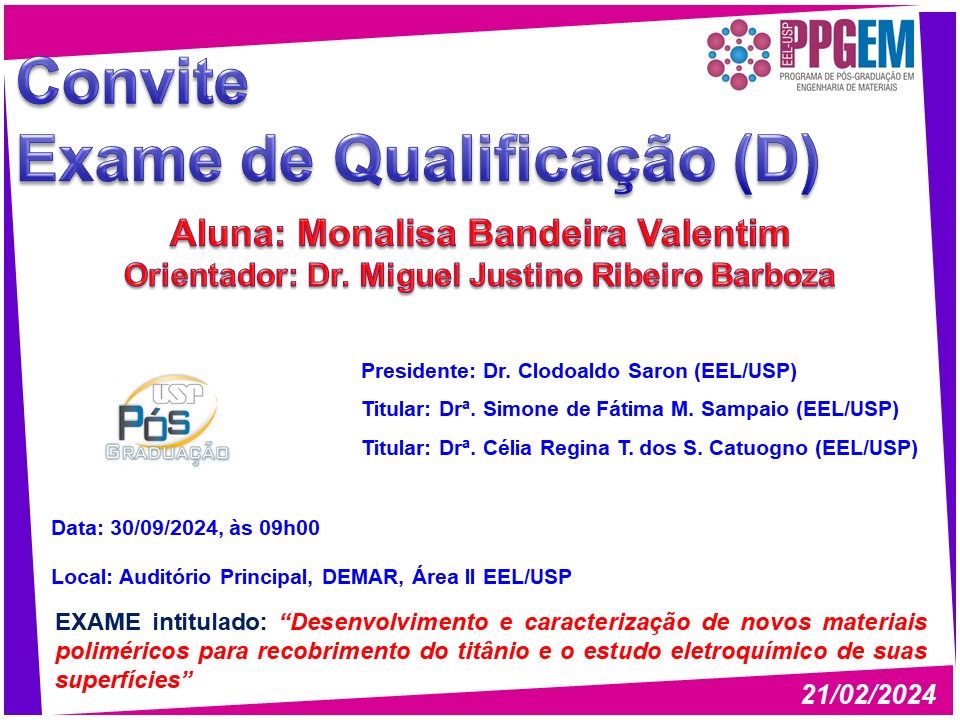 EEL-USP
PPGEM
PROGRAMA DE PÓS-GRADUAÇÃO EM
ENGENHARIA DE MATERIAIS
Convite
Exame de Qualificação (D)
Aluna: Monalisa Bandeira Valentim
Orientador: Dr. Miguel Justino Ribeiro Barboza
Presidente: Dr. Clodoaldo Saron (EEL/USP)
Titular: Drª. Simone de Fátima M. Sampaio (EEL/USP)
Titular: Drª. Célia Regina T. dos S. Catuogno (EEL/USP)
USP
Pós
GRADUAÇÃO
Data: 30/09/2024, às 09h00
Local: Auditório Principal, DEMAR, Área II EEL/USP
EXAME intitulado: “Desenvolvimento e caracterização de novos materiais
poliméricos para recobrimento do titânio e o estudo eletroquímico de suas
superfícies”
21/02/2024